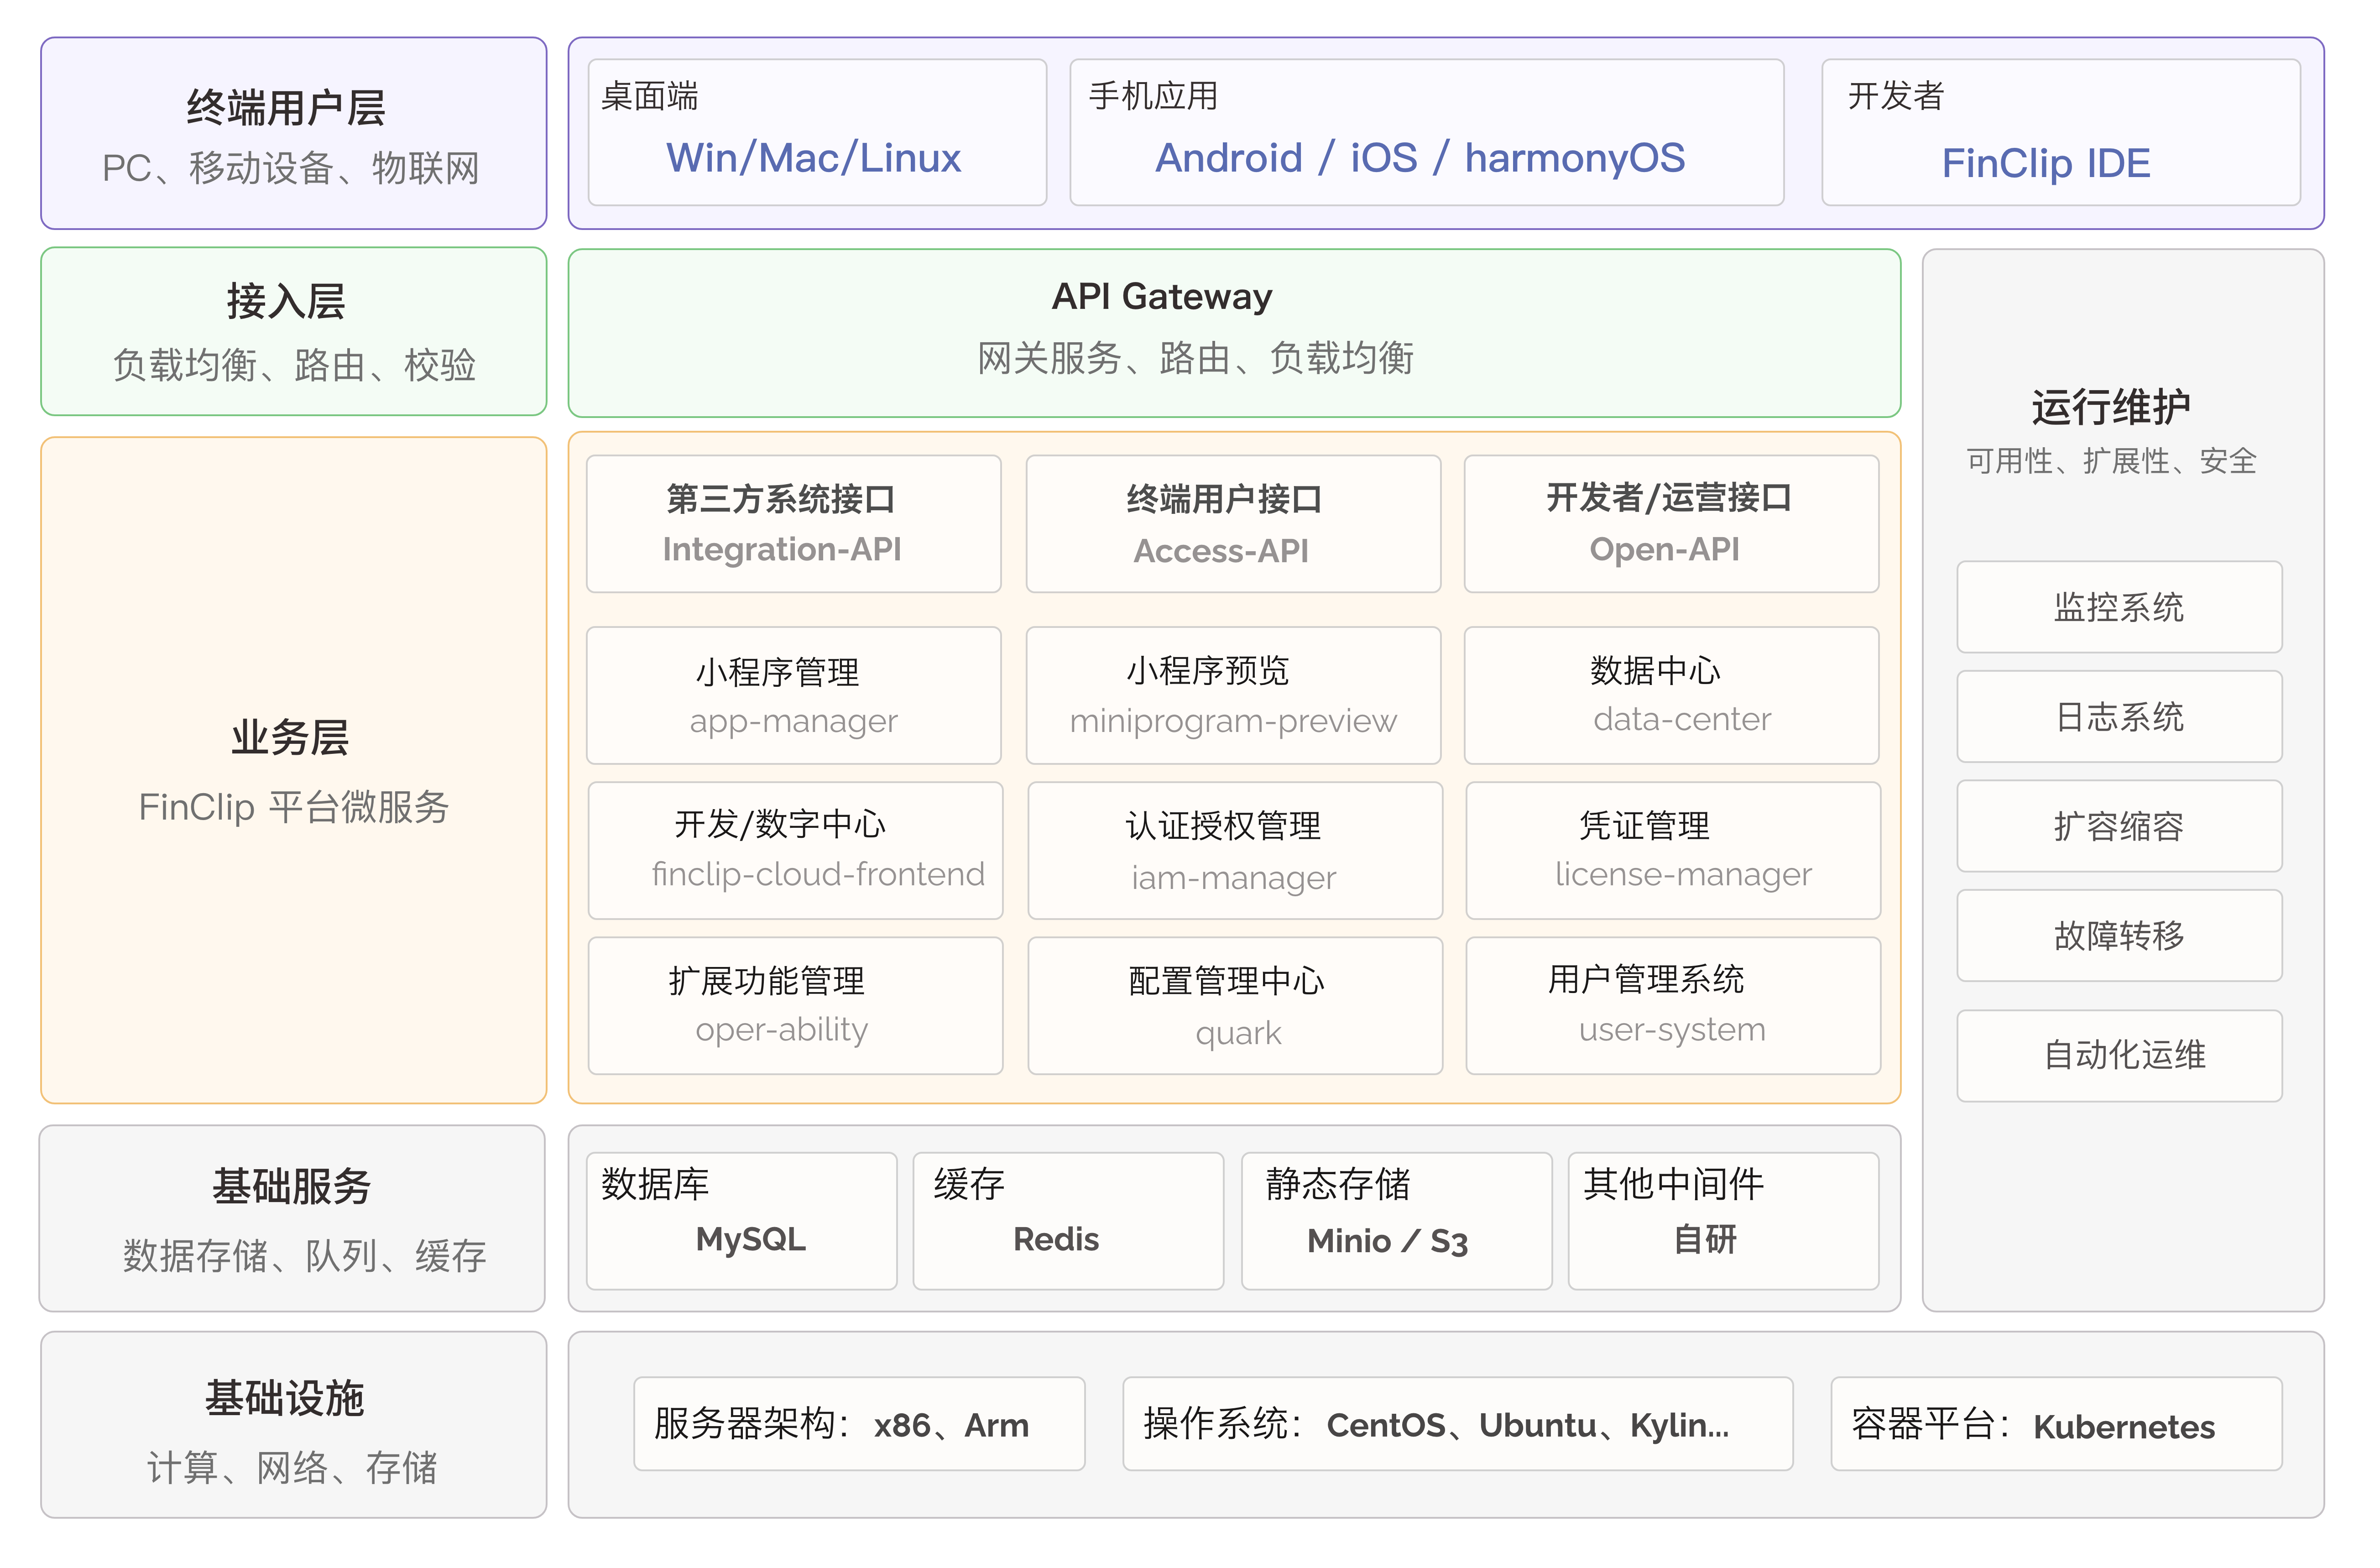 终端用户层
PC、移动设备、物联网
桌面端
Win/Mac/Linux
手机应用
Android / iOS / harmonyOS
开发者
FinClip IDE
接入层
负载均衡、路由、校验
API Gateway
网关服务、路由、负载均衡
业务层
FinClip 平台微服务
第三方系统接口
Integration-API
终端用户接口
Access-API
开发者/运营接口
Open-API
小程序管理
app-manager
小程序预览
miniprogram-preview
数据中心
data-center
开发/数字中心
finclip-cloud-frontend
认证授权管理
iam-manager
凭证管理
license-manager
扩展功能管理
oper-ability
配置管理中心
quark
用户管理系统
user-system
运行维护
可用性、扩展性、安全
监控系统
日志系统
扩容缩容
故障转移
自动化运维
基础服务
数据存储、队列、缓存
数据库
MySQL
缓存
Redis
静态存储
Minio / S3
其他中间件
自研
基础设施
计算、网络、存储
服务器架构：x86、Arm
操作系统：CentOS、Ubuntu、Kylin...
容器平台：Kubernetes